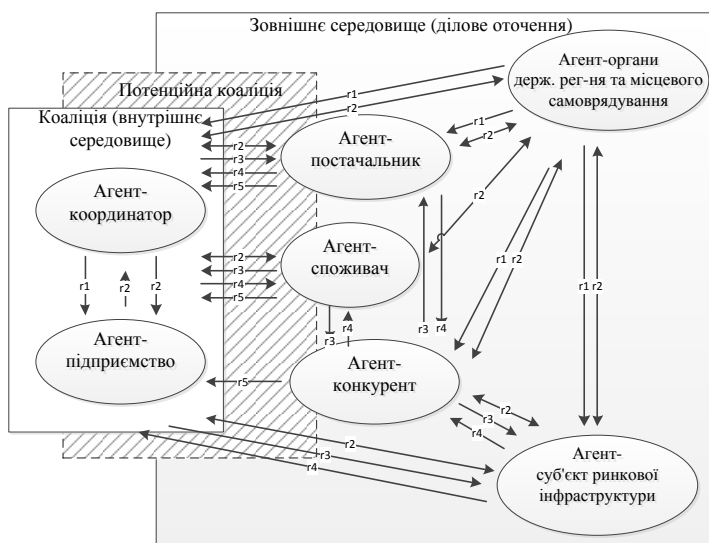 Зовнішнє середовище (ділове оточення)
Агент-органи
держ. рег-ня та місцевого
самоврядування
Потенційна коаліція
r1
r2
Коаліція (внутрішнє
середовище)
r2
r3
r4
r5
Агент-
постачальник
r1
r2
Агент-
координатор
r2
Агент-
споживач
r2
r3
r4
r5
r1
r2
r2
r1 r2
r1 r2
r3
r4
r3
r4
Агент-
підприємство
Агент-
конкурент
r5
r2
r3
r4
r2
r3
r4
Агент-
суб'єкт ринкової
інфраструктури